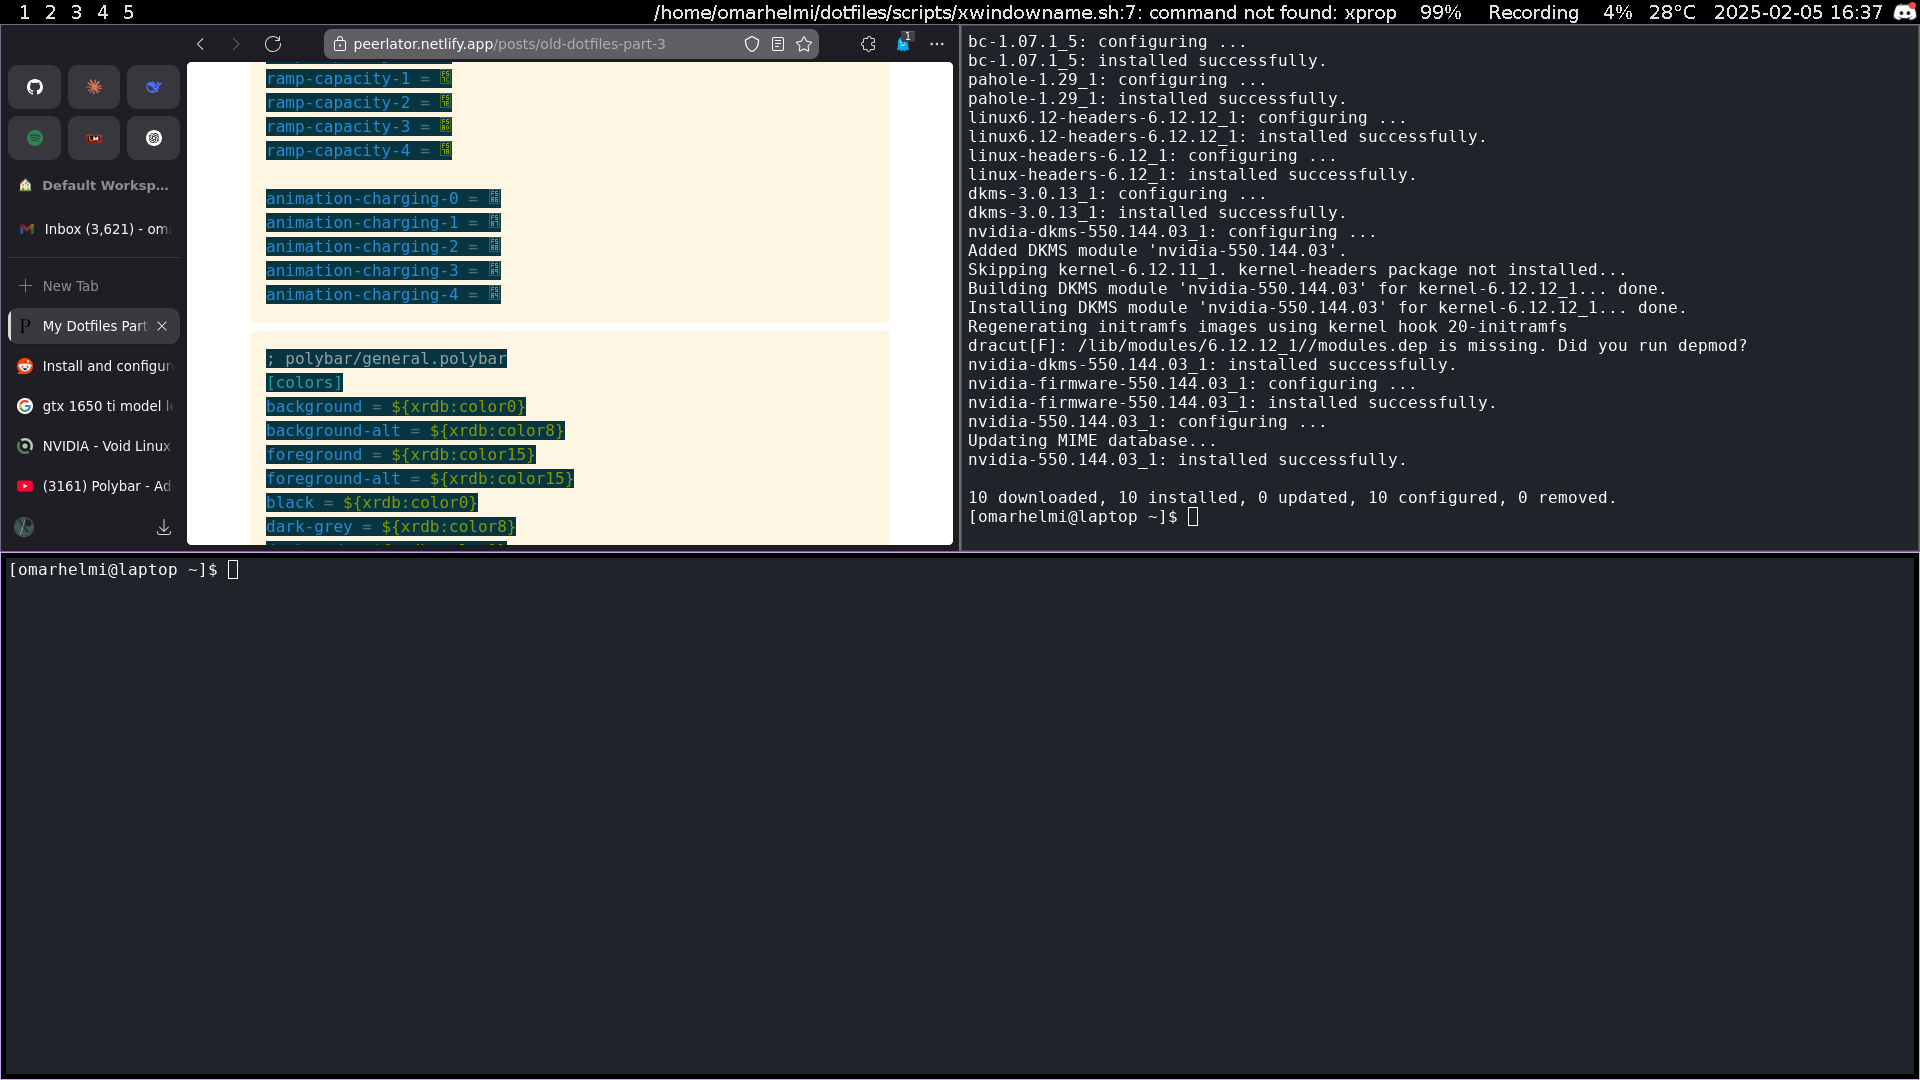 1 2 3 4 5
/home/omarhelmi/dotfiles/scripts/xwindowname.sh:7: command not found: xprop 99% Recording 4% 28°C 2025-02-05 16:37
peerlator.netlify.app/posts/old-dotfiles-part-3
1
LM
Default Worksp...
Inbox (3,621) - om
New Tab
My Dotfiles Part
Install and configur
gtx 1650 ti model l
NVIDIA - Void Linux
(3161) Polybar - Ad
ramp-capacity-1 =
ramp-capacity-2 =
ramp-capacity-3 =
ramp-capacity-4 =
animation-charging-0 =
animation-charging-1 =
animation-charging-2 =
animation-charging-3 =
animation-charging-4 =
; polybar/general.polybar
[colors]
background = ${xrdb:color0}
background-alt = ${xrdb:color8}
foreground = ${xrdb:color15}
foreground-alt = ${xrdb:color15}
black = ${xrdb:color0}
dark-grey = ${xrdb:color8}
bc-1.07.1_5: configuring ...
bc-1.07.1_5: installed successfully.
pahole-1.29_1: configuring ...
pahole-1.29_1: installed successfully.
linux6.12-headers-6.12.12_1: configuring ...
linux6.12-headers-6.12.12_1: installed successfully.
linux-headers-6.12_1: configuring ...
linux-headers-6.12_1: installed successfully.
dkms-3.0.13_1: configuring ...
dkms-3.0.13_1: installed successfully.
nvidia-dkms-550.144.03_1: configuring ...
Added DKMS module 'nvidia-550.144.03'.
Skipping kernel-6.12.11_1. kernel-headers package not installed...
Building DKMS module 'nvidia-550.144.03' for kernel-6.12.12_1... done.
Installing DKMS module 'nvidia-550.144.03' for kernel-6.12.12_1... done.
Regenerating initramfs images using kernel hook 20-initramfs
dracut[F]: /lib/modules/6.12.12_1//modules.dep is missing. Did you run depmod?
nvidia-dkms-550.144.03_1: installed successfully.
nvidia-firmware-550.144.03_1: configuring ...
nvidia-firmware-550.144.03_1: installed successfully.
nvidia-550.144.03_1: configuring ...
Updating MIME database...
nvidia-550.144.03_1: installed successfully.
10 downloaded, 10 installed, 0 updated, 10 configured, 0 removed.
[omarhelmi@laptop ~]$
[omarhelmi@laptop ~]$